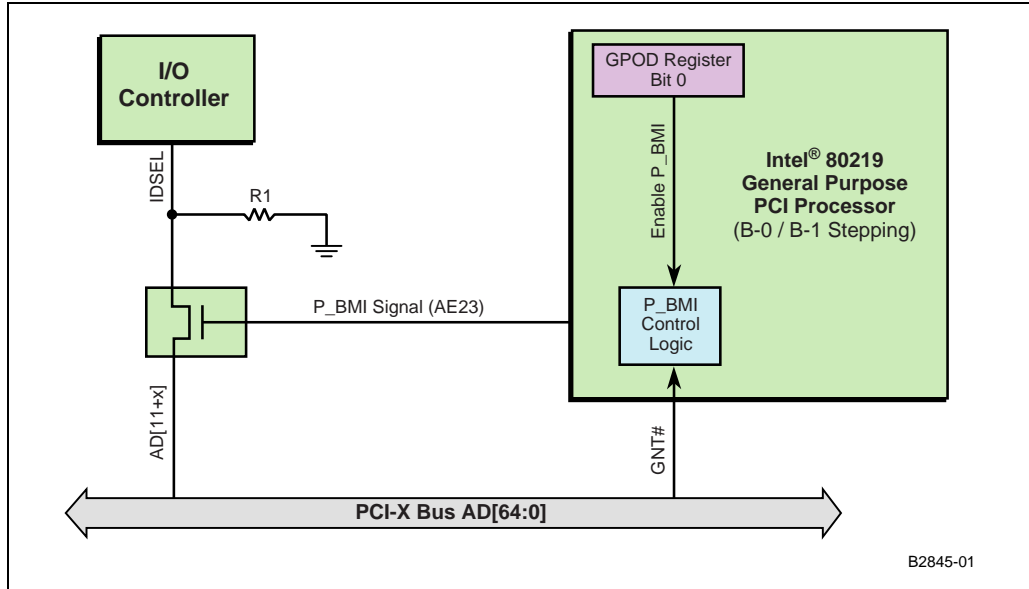 I/O
Controller
IDSEL
R1
AD[11+x]
P_BMI Signal (AE23)
GPOD Register
Bit 0
Enable P_BMI
P_BMI
Control
Logic
GNT#
Intel® 80219
General Purpose
PCI Processor
(B-0 / B-1 Stepping)
PCI-X Bus AD[64:0]
B2845-01